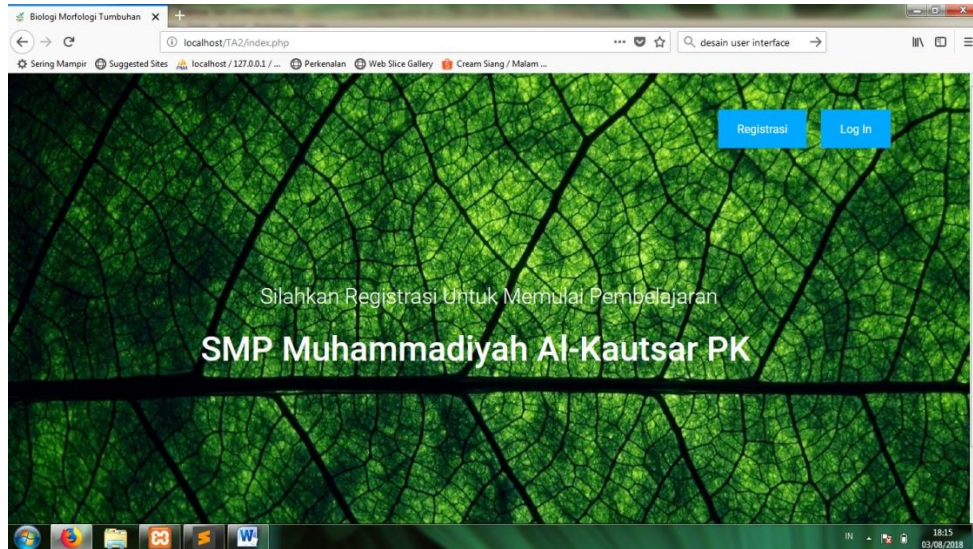 Biologi Morfologi Tumbuhan
localhost/TA2/index.php
desain user interface
Sering Mampir Suggested Sites localhost / 127.0.0.1 / ... Perkenalan Web Slice Gallery Cream Siang / Malam ...
Registrasi Log In
Silahkan Registrasi Untuk Memulai Pembelajaran
SMP Muhammadiyah Al-Kautsar PK
IN
18:15
03/08/2018